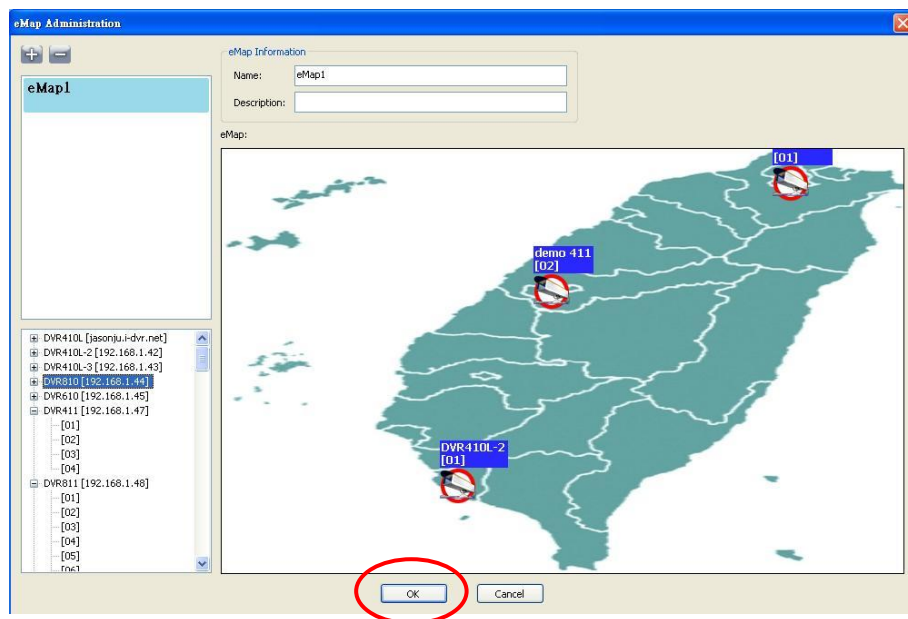 eMap Administration
eMap1
eMap Information
Name: eMap1
Description:
eMap:
[01]
demo 411
[02]
DVR410L-2
[01]
DVR410L [jasonju.i-dvr.net]
DVR410L-2 [192.168.1.42]
DVR410L-3 [192.168.1.43]
DVR810 [192.168.1.44]
DVR610 [192.168.1.45]
DVR411 [192.168.1.47]
[01]
[02]
[03]
[04]
DVR811 [192.168.1.48]
[01]
[02]
[03]
[04]
[05]
[06]
OK Cancel